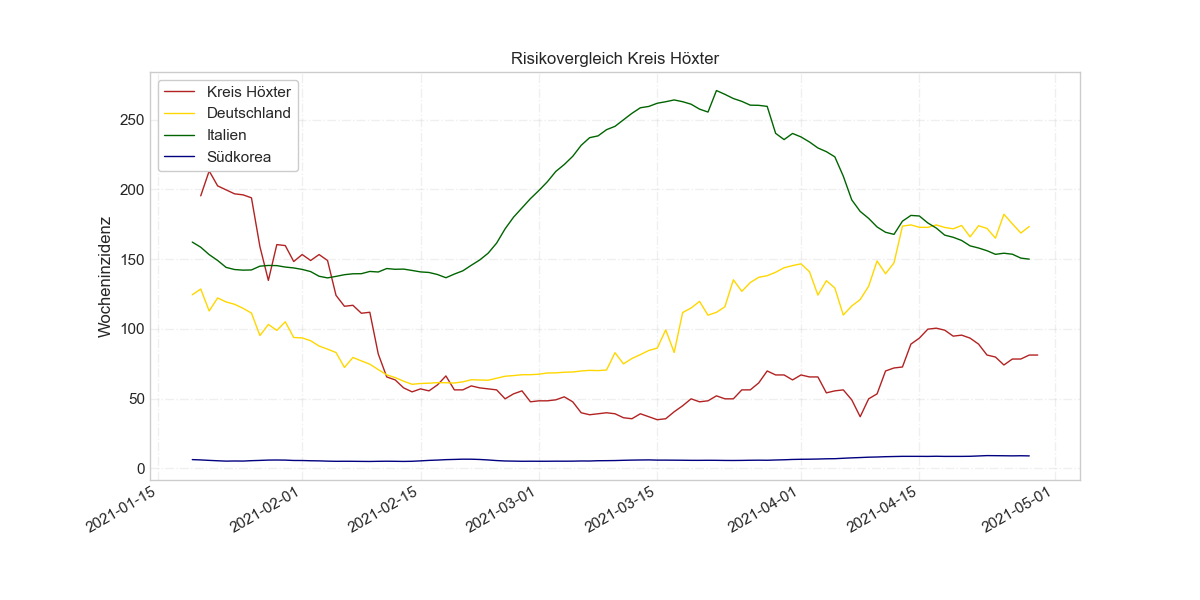 Risikovergleich Kreis Höxter
Kreis Höxter
Deutschland
Italien
Südkorea
Wocheninzidenz
250
200
150
100
50
0
2021-01-15
2021-02-01
2021-02-15
2021-03-01
2021-03-15
2021-04-01
2021-04-15
2021-05-01